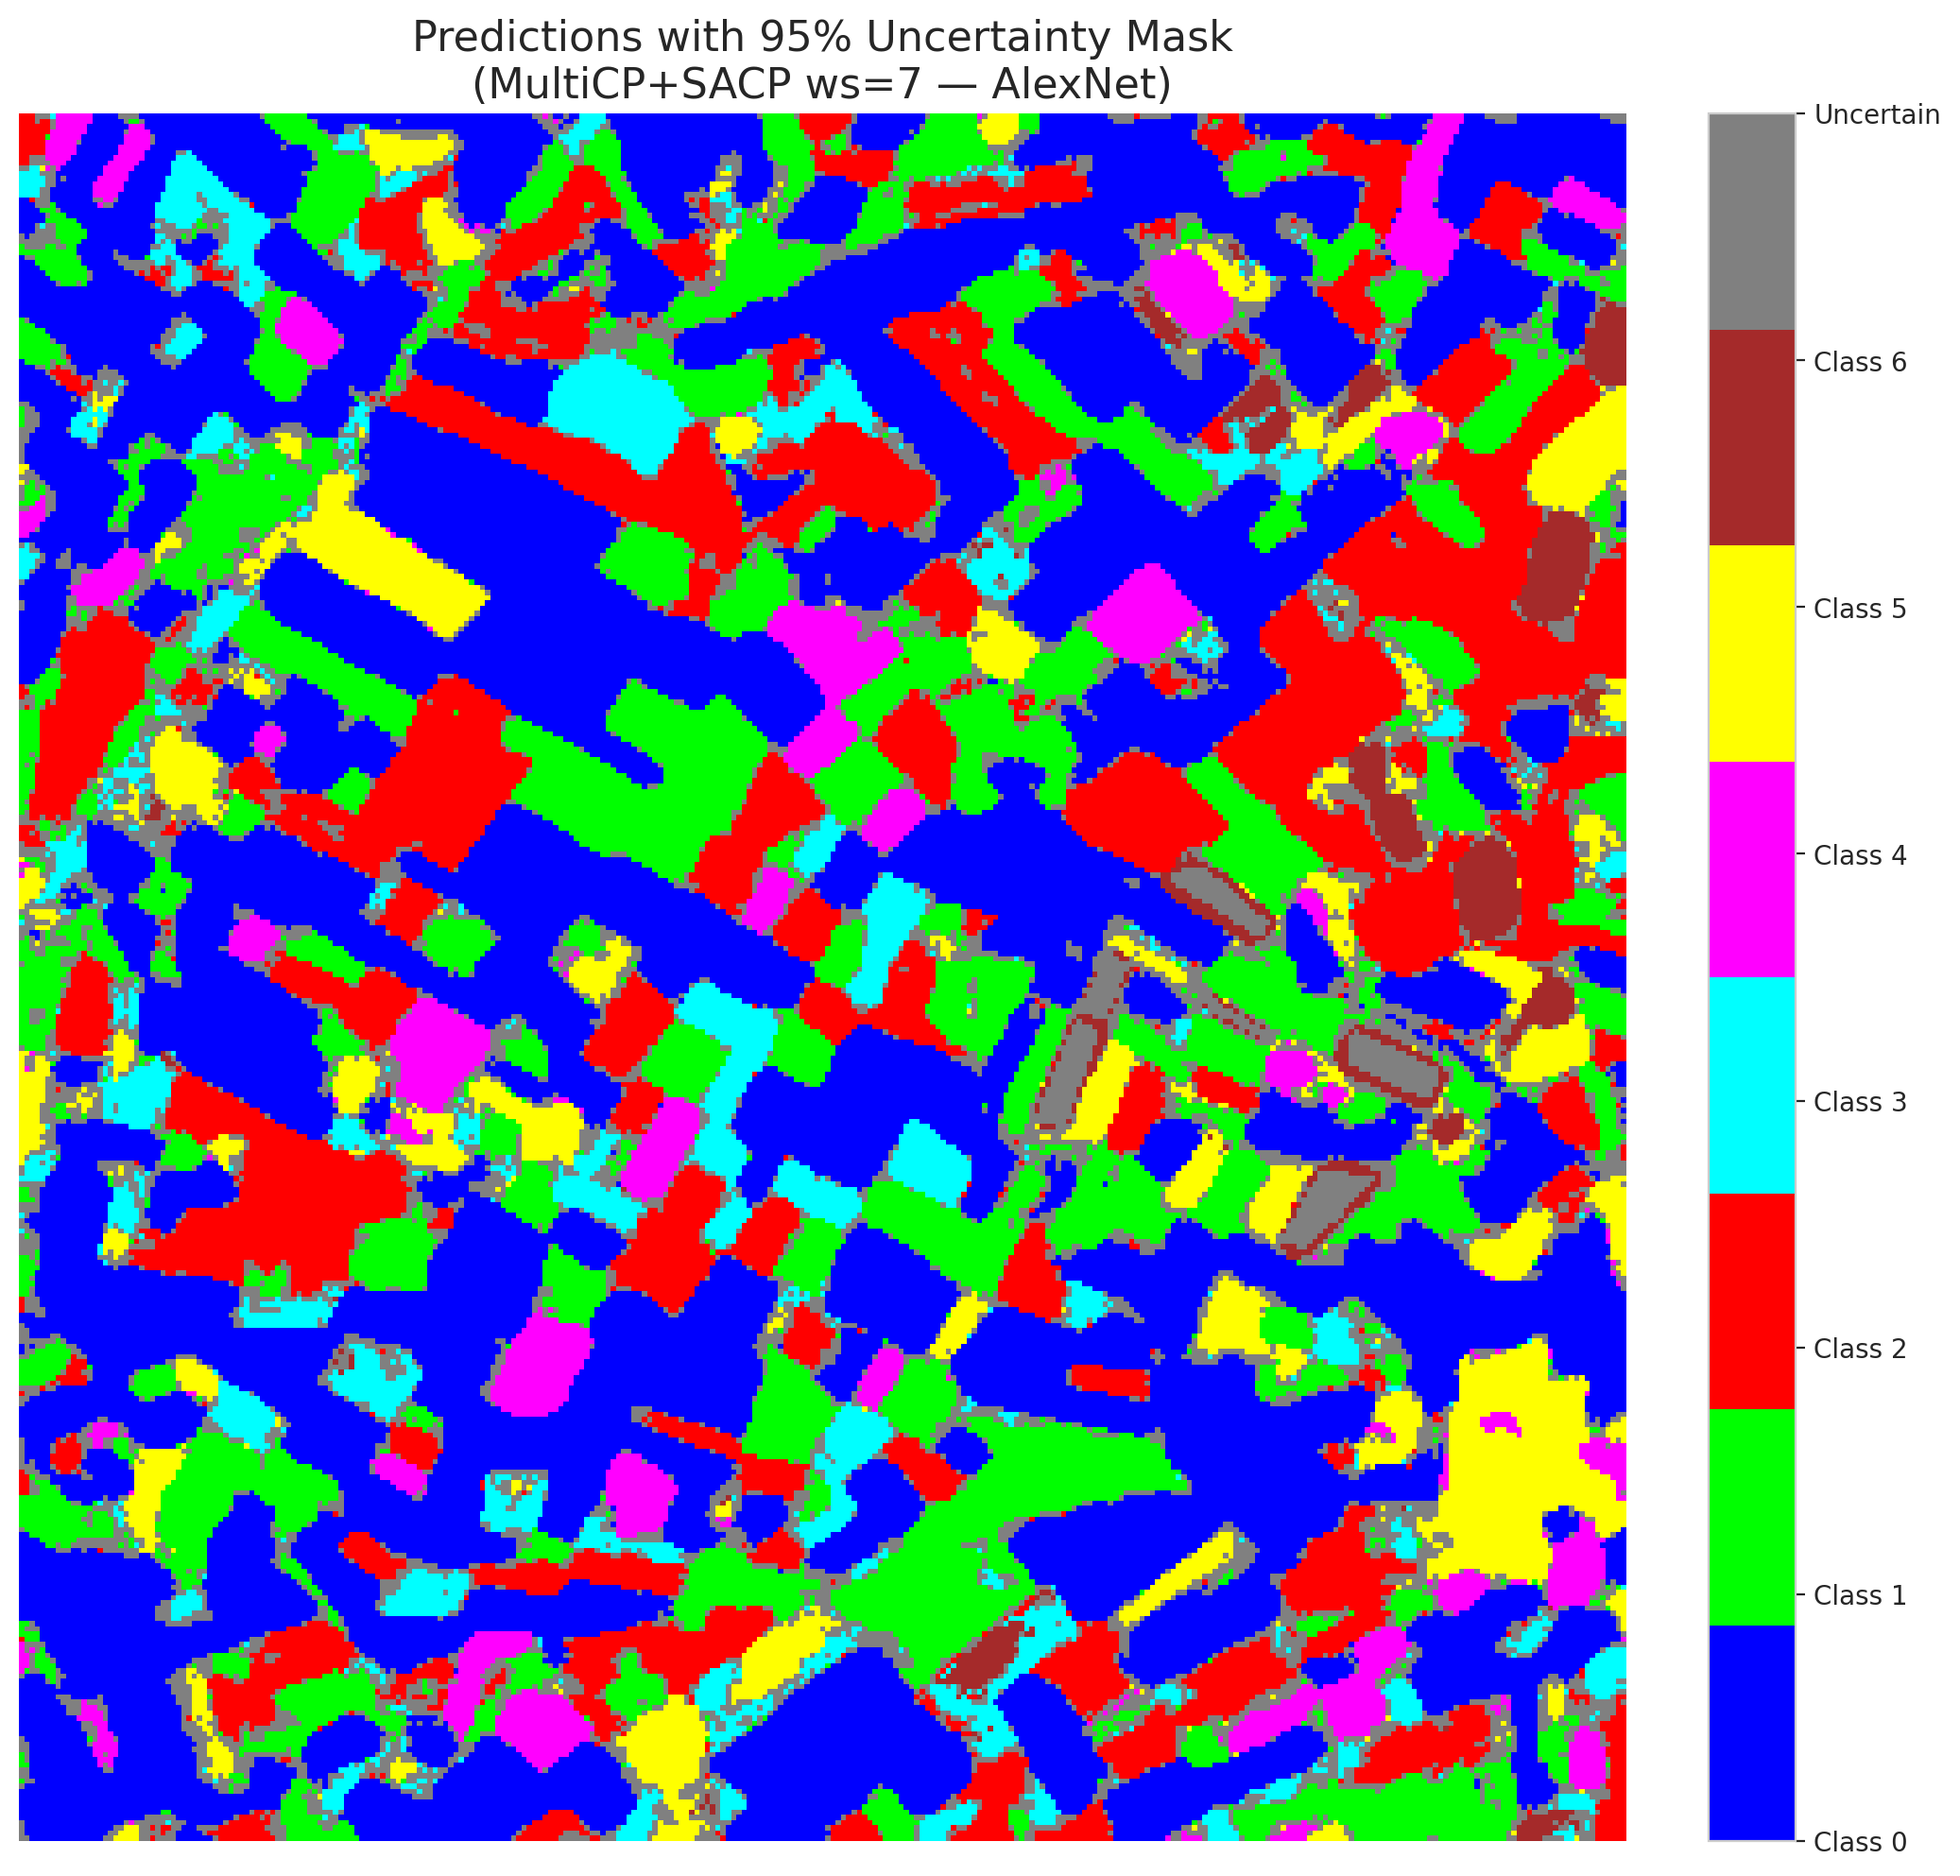 Predictions with 95% Uncertainty Mask
(MultiCP+SACP ws=7 — AlexNet)
Uncertain
Class 6
Class 5
Class 4
Class 3
Class 2
Class 1
Class 0